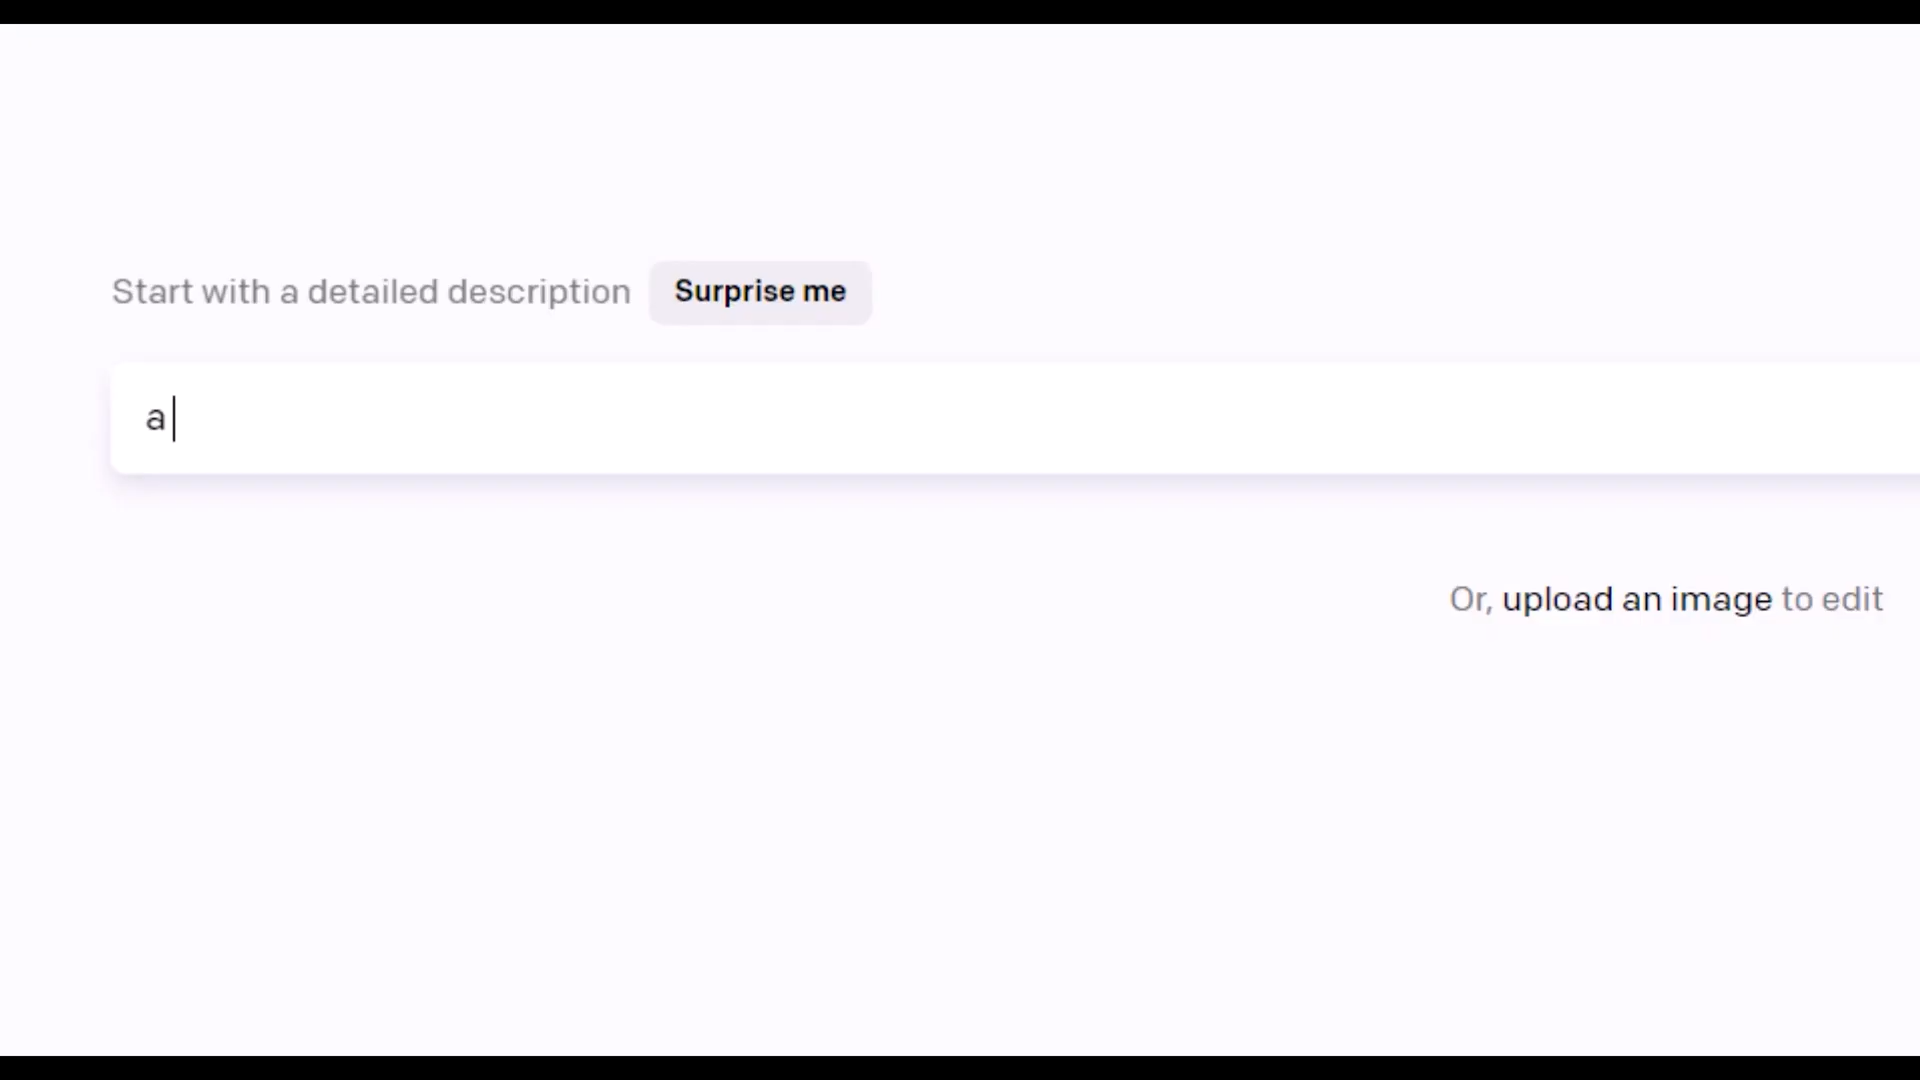 Start with a detailed description Surprise me
a
Or, upload an image to edit